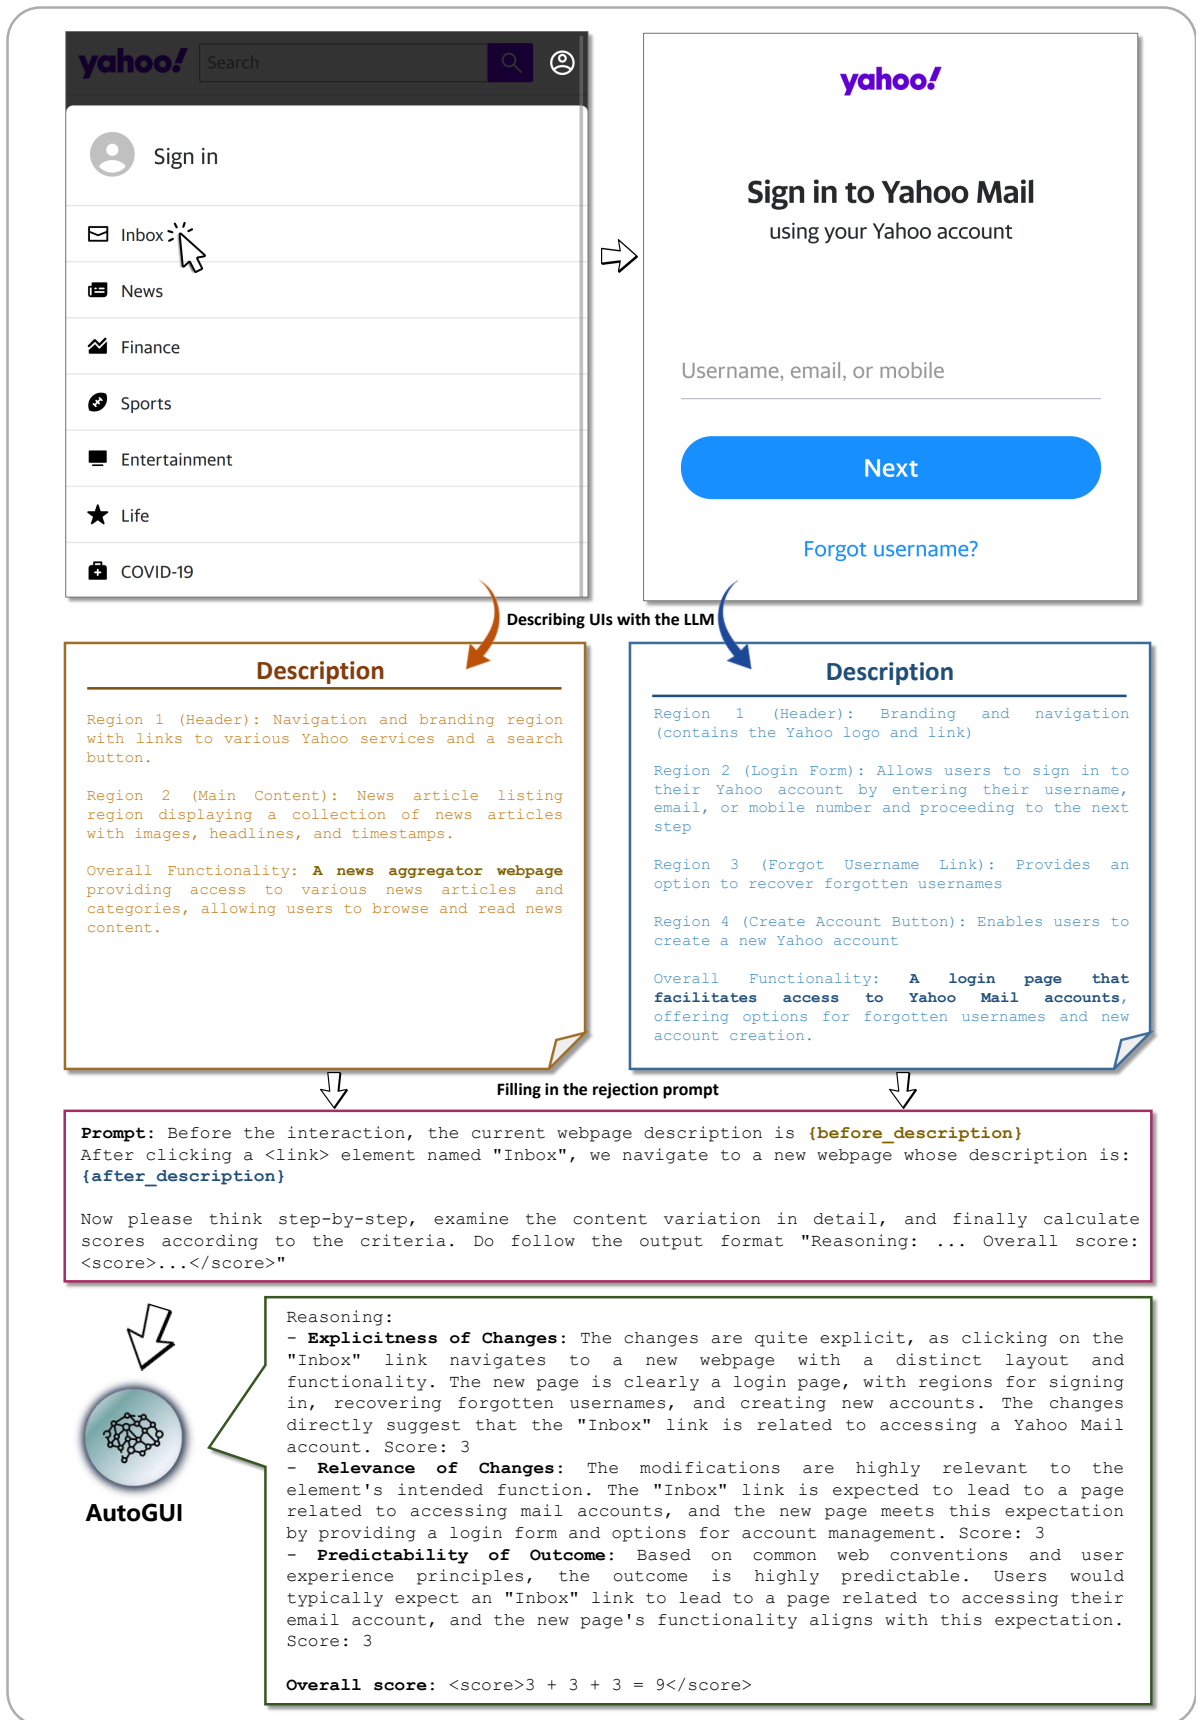 yahoo!
Search
Sign in
Inbox
News
Finance
Sports
Entertainment
Life
COVID-19
yahoo!
Sign in to Yahoo Mail
using your Yahoo account
Username, email, or mobile
Next
Forgot username?
Describing UIs with the LLM
Description
Region 1 (Header): Navigation and branding region
with links to various Yahoo services and a search
button.
Region 2 (Main Content): News article listing
region displaying a collection of news articles
with images, headlines, and timestamps.
Overall Functionality: A news aggregator webpage
providing access to various news articles and
categories, allowing users to browse and read news
content.
Description
Region 1 (Header): Branding and navigation
(contains the Yahoo logo and link)
Region 2 (Login Form): Allows users to sign in to
their Yahoo account by entering their username,
email, or mobile number and proceeding to the next
step
Region 3 (Forgot Username Link): Provides an
option to recover forgotten usernames
Region 4 (Create Account Button): Enables users to
create a new Yahoo account
Overall Functionality: A login page that
facilitates access to Yahoo Mail accounts,
offering options for forgotten usernames and new
account creation.
Filling in the rejection prompt
Prompt: Before the interaction, the current webpage description is {before_description}
After clicking a <link> element named "Inbox", we navigate to a new webpage whose description is:
{after_description}
Now please think step-by-step, examine the content variation in detail, and finally calculate
scores according to the criteria. Do follow the output format "Reasoning: ... Overall score:
<score>...</score>"
AutoGUI
Reasoning:
- Explicitness of Changes: The changes are quite explicit, as clicking on the
"Inbox" link navigates to a new webpage with a distinct layout and
functionality. The new page is clearly a login page, with regions for signing
in, recovering forgotten usernames, and creating new accounts. The changes
directly suggest that the "Inbox" link is related to accessing a Yahoo Mail
account. Score: 3
- Relevance of Changes: The modifications are highly relevant to the
element's intended function. The "Inbox" link is expected to lead to a page
related to accessing mail accounts, and the new page meets this expectation
by providing a login form and options for account management. Score: 3
- Predictability of Outcome: Based on common web conventions and user
experience principles, the outcome is highly predictable. Users would
typically expect an "Inbox" link to lead to a page related to accessing their
email account, and the new page's functionality aligns with this expectation.
Score: 3
Overall score: <score>3 + 3 + 3 = 9</score>